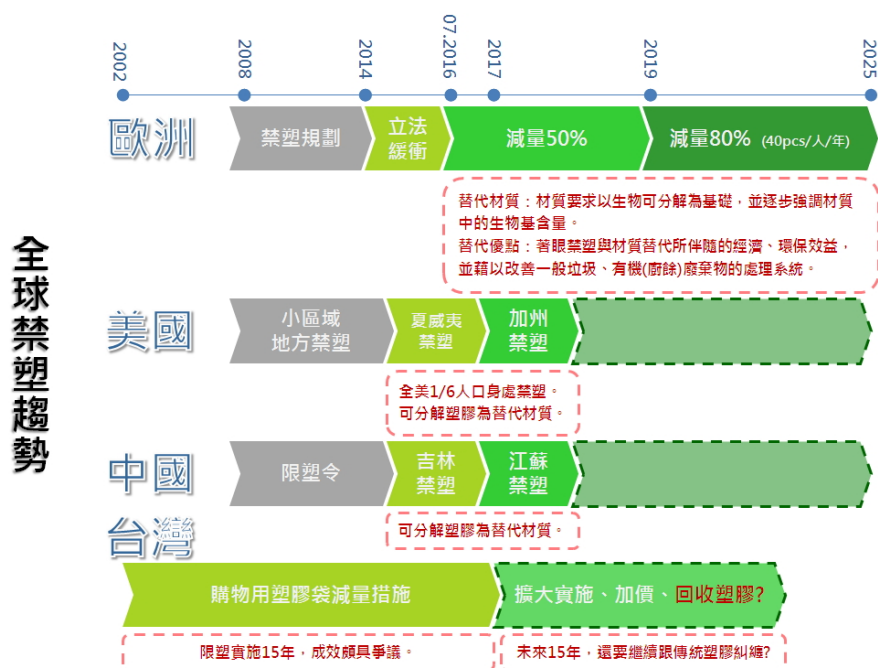 2002
2008
2014
07.2016
2017
2019
2025
全球禁塑趨勢
歐洲
禁塑規劃
立法
緩衝
減量50%
減量80% (40pcs/人/年)
替代材質：材質要求以生物可分解為基礎，並逐步強調材質
中的生物基含量。
替代優點：著眼禁塑與材質替代所伴隨的經濟、環保效益，
並藉以改善一般垃圾、有機(廚餘)廢棄物的處理系統。
美國
小區域
地方禁塑
夏威夷
禁塑
加州
禁塑
全美1/6人口身處禁塑。
可分解塑膠為替代材質。
中國
限塑令
吉林
禁塑
江蘇
禁塑
可分解塑膠為替代材質。
台灣
購物用塑膠袋減量措施
擴大實施、加價、回收塑膠?
限塑實施15年，成效頗具爭議。
未來15年，還要繼續跟傳統塑膠糾纏?